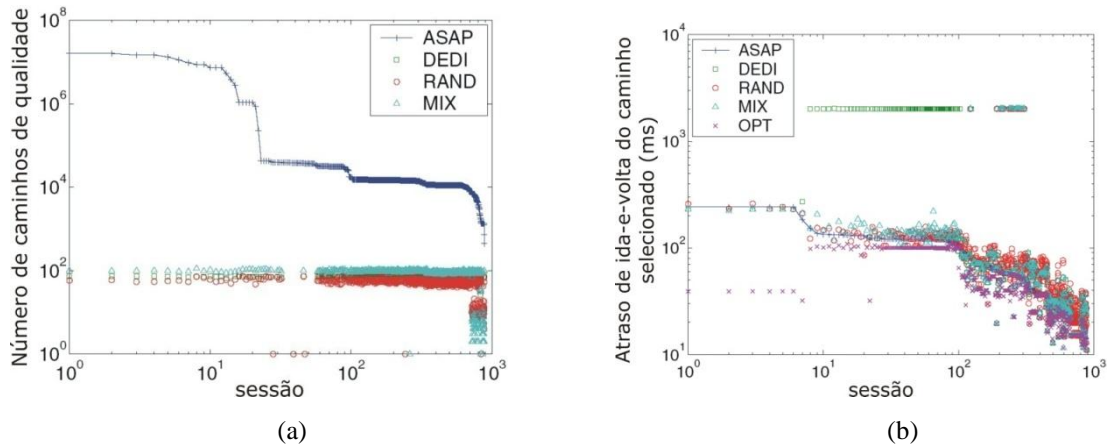 10^8
10^6
10^4
10^2
10^0
Número de caminhos de qualidade
ASAP
DEDI
RAND
MIX
10^0
10^1
10^2
10^3
sessão
(a)
10^4
10^3
10^2
10^1
Atraso de ida-e-volta do caminho
selecionado (ms)
ASAP
DEDI
RAND
MIX
OPT
10^0
10^1
10^2
10^3
sessão
(b)